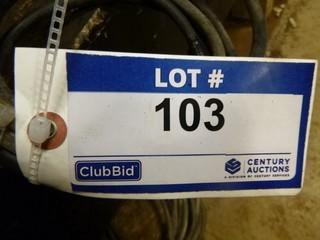 LOT #
103
ClubBid
CENTURY
AUCTIONS
A DIVISION OF CENTURY SERVICES